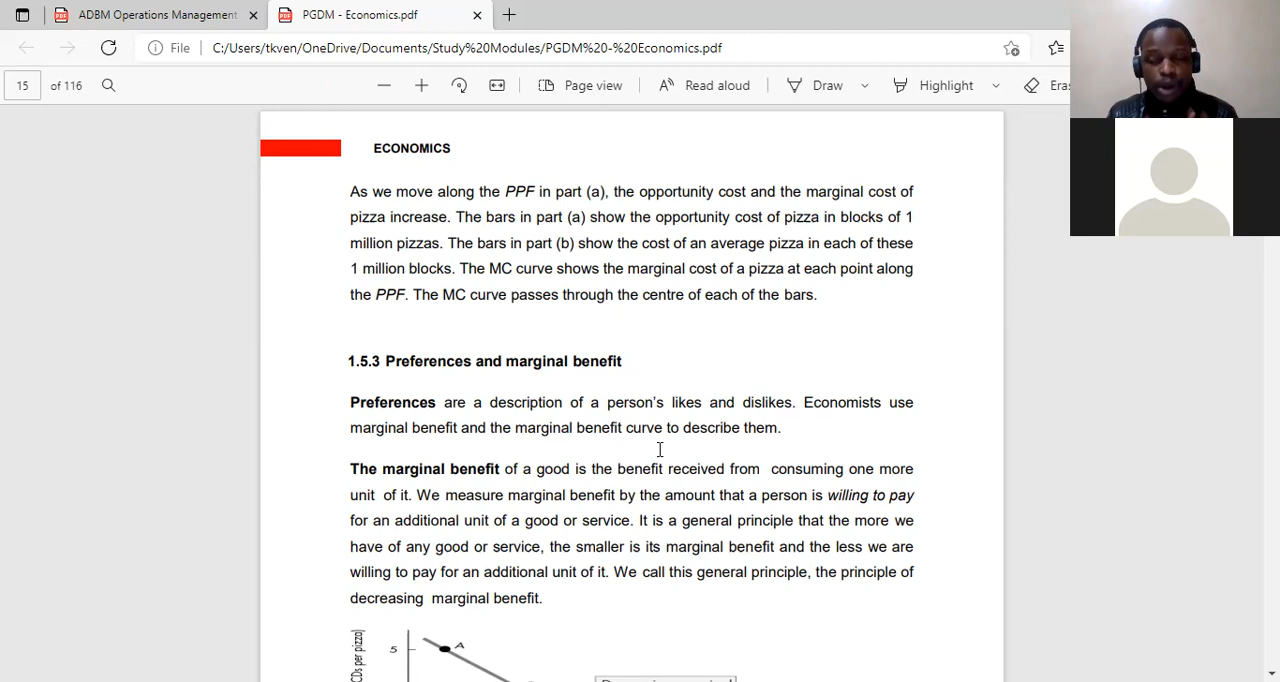 ADBM Operations Management
PGDM - Economics.pdf
File
C:/Users/tkven/OneDrive/Documents/Study%20Modules/PGDM%20-%20Economics.pdf
15 of 116
Page view
Read aloud
Draw
Highlight
ECONOMICS
As we move along the PPF in part (a), the opportunity cost and the marginal cost of
pizza increase. The bars in part (a) show the opportunity cost of pizza in blocks of 1
million pizzas. The bars in part (b) show the cost of an average pizza in each of these
1 million blocks. The MC curve shows the marginal cost of a pizza at each point along
the PPF. The MC curve passes through the centre of each of the bars.
1.5.3 Preferences and marginal benefit
Preferences are a description of a person's likes and dislikes. Economists use
marginal benefit and the marginal benefit curve to describe them.
The marginal benefit of a good is the benefit received from consuming one more
unit of it. We measure marginal benefit by the amount that a person is willing to pay
for an additional unit of a good or service. It is a general principle that the more we
have of any good or service, the smaller is its marginal benefit and the less we are
willing to pay for an additional unit of it. We call this general principle, the principle of
decreasing marginal benefit.
CDs per pizza)
5
A